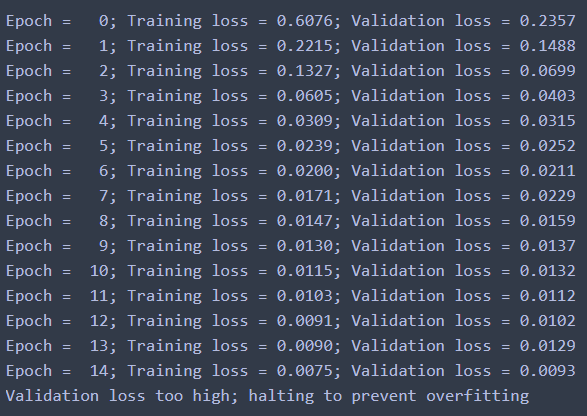 Epoch =   0; Training loss = 0.6076; Validation loss = 0.2357
Epoch =   1; Training loss = 0.2215; Validation loss = 0.1488
Epoch =   2; Training loss = 0.1327; Validation loss = 0.0699
Epoch =   3; Training loss = 0.0605; Validation loss = 0.0403
Epoch =   4; Training loss = 0.0309; Validation loss = 0.0315
Epoch =   5; Training loss = 0.0239; Validation loss = 0.0252
Epoch =   6; Training loss = 0.0200; Validation loss = 0.0211
Epoch =   7; Training loss = 0.0171; Validation loss = 0.0229
Epoch =   8; Training loss = 0.0147; Validation loss = 0.0159
Epoch =   9; Training loss = 0.0130; Validation loss = 0.0137
Epoch =  10; Training loss = 0.0115; Validation loss = 0.0132
Epoch =  11; Training loss = 0.0103; Validation loss = 0.0112
Epoch =  12; Training loss = 0.0091; Validation loss = 0.0102
Epoch =  13; Training loss = 0.0090; Validation loss = 0.0129
Epoch =  14; Training loss = 0.0075; Validation loss = 0.0093
Validation loss too high; halting to prevent overfitting